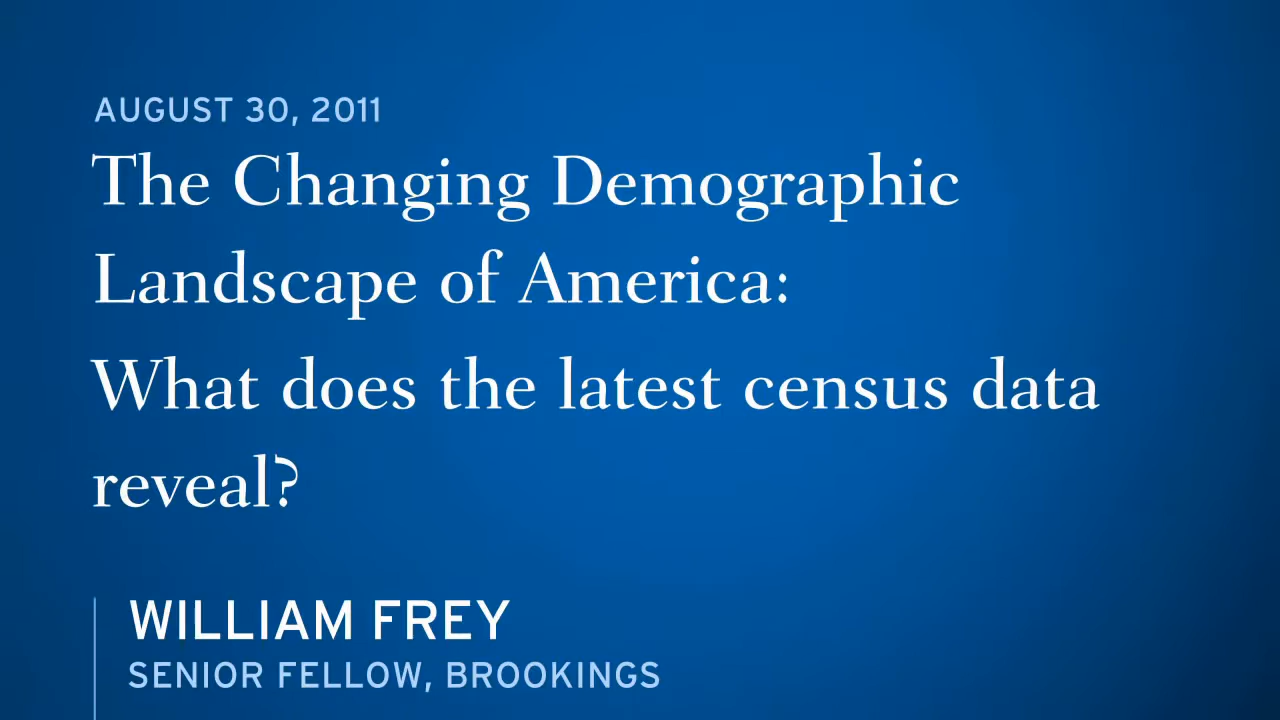 AUGUST 30, 2011
The Changing Demographic
Landscape of America:
What does the latest census data
reveal?
WILLIAM FREY
SENIOR FELLOW, BROOKINGS